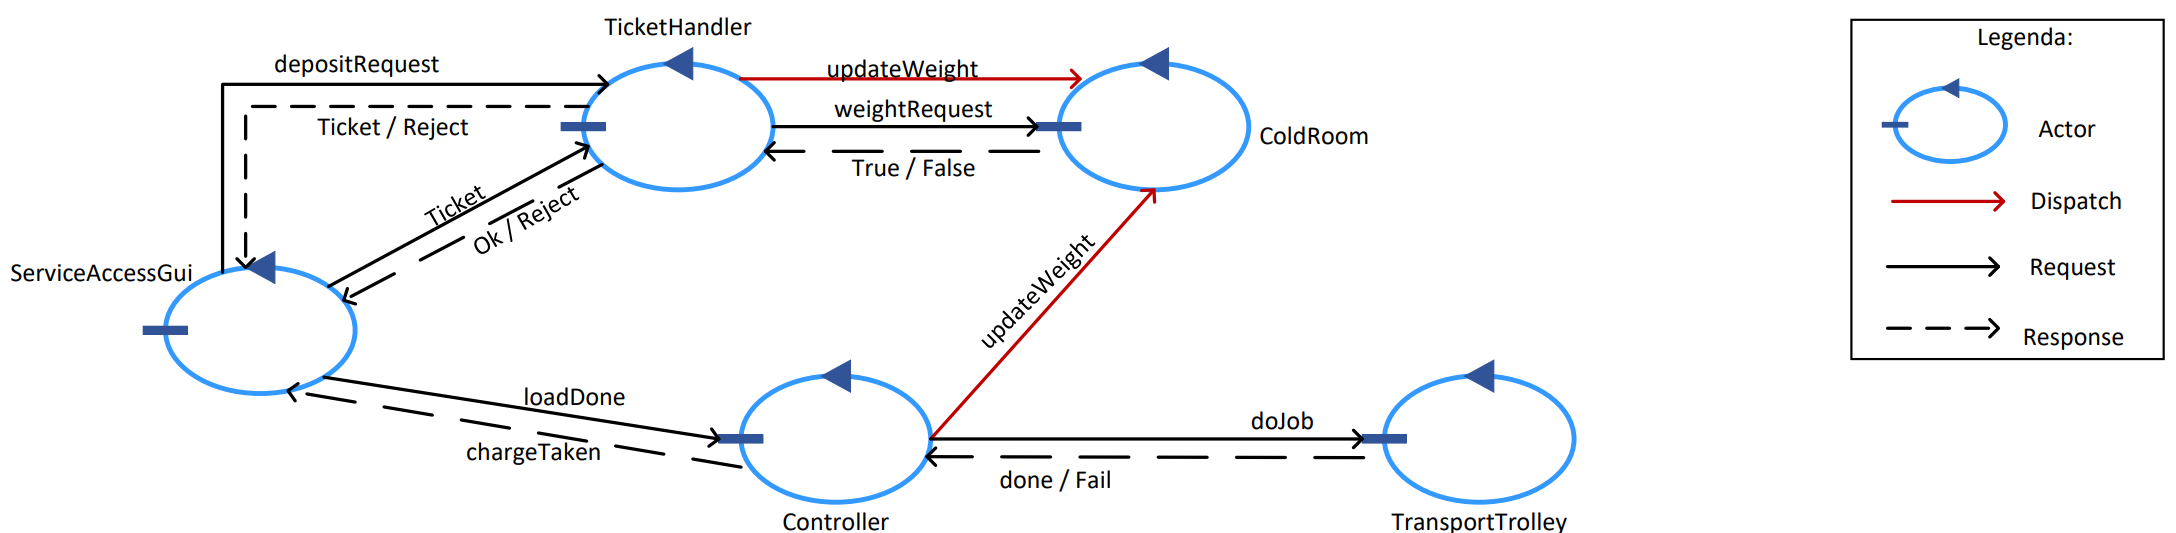 TicketHandler
depositRequest
updateWeight
weightRequest
Ticket / Reject
True / False
ColdRoom
Ticket
Ok / Reject
ServiceAccessGui
updateWeight
loadDone
chargeTaken
doJob
done / Fail
Controller
TransportTrolley
Legenda:
Actor
Dispatch
Request
Response